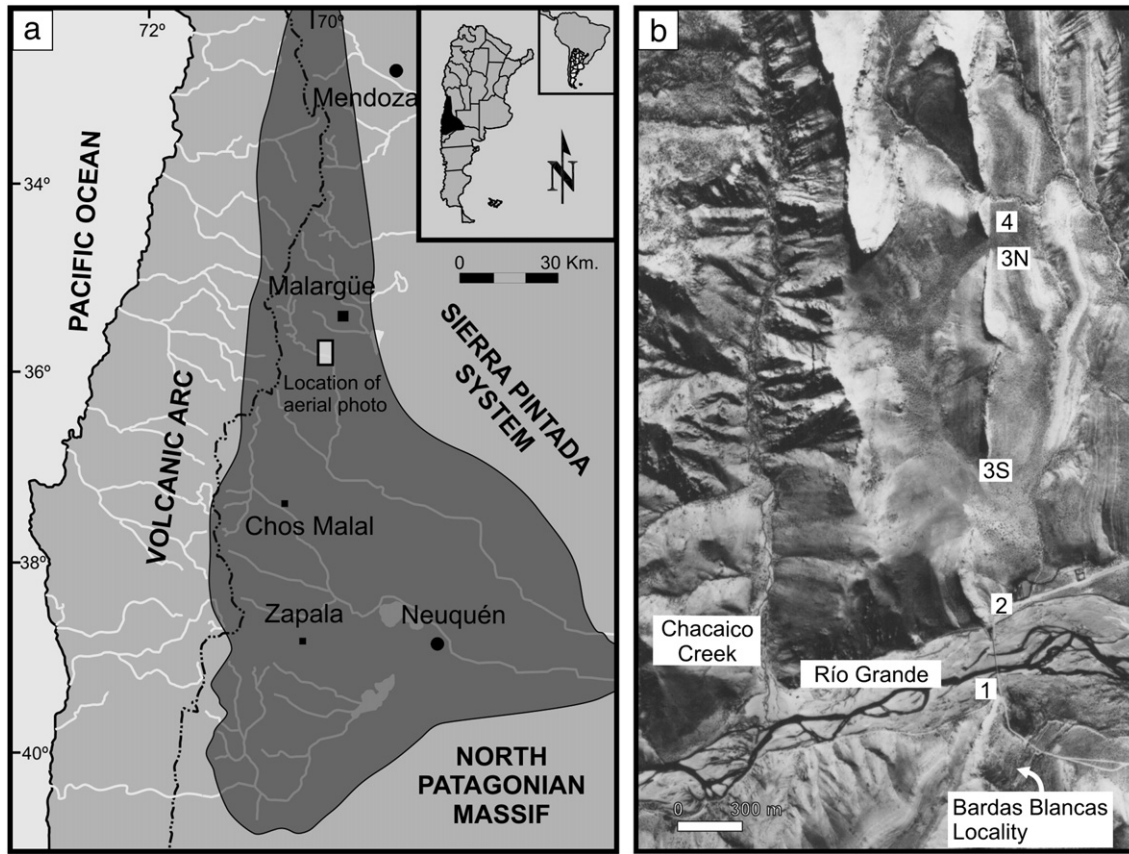 a
72º
70º
Mendoza
N
34º
0 30 Km.
PACIFIC OCEAN
Malargüe
SIERRA PINTADA
SYSTEM
36º
Location of
aerial photo
VOLCANIC ARC
Chos Malal
38º
Zapala
Neuquén
40º
NORTH
PATAGONIAN
MASSIF
b
4
3N
3S
2
Chacaico
Creek
Río Grande
1
0 300 m
Bardas Blancas
Locality